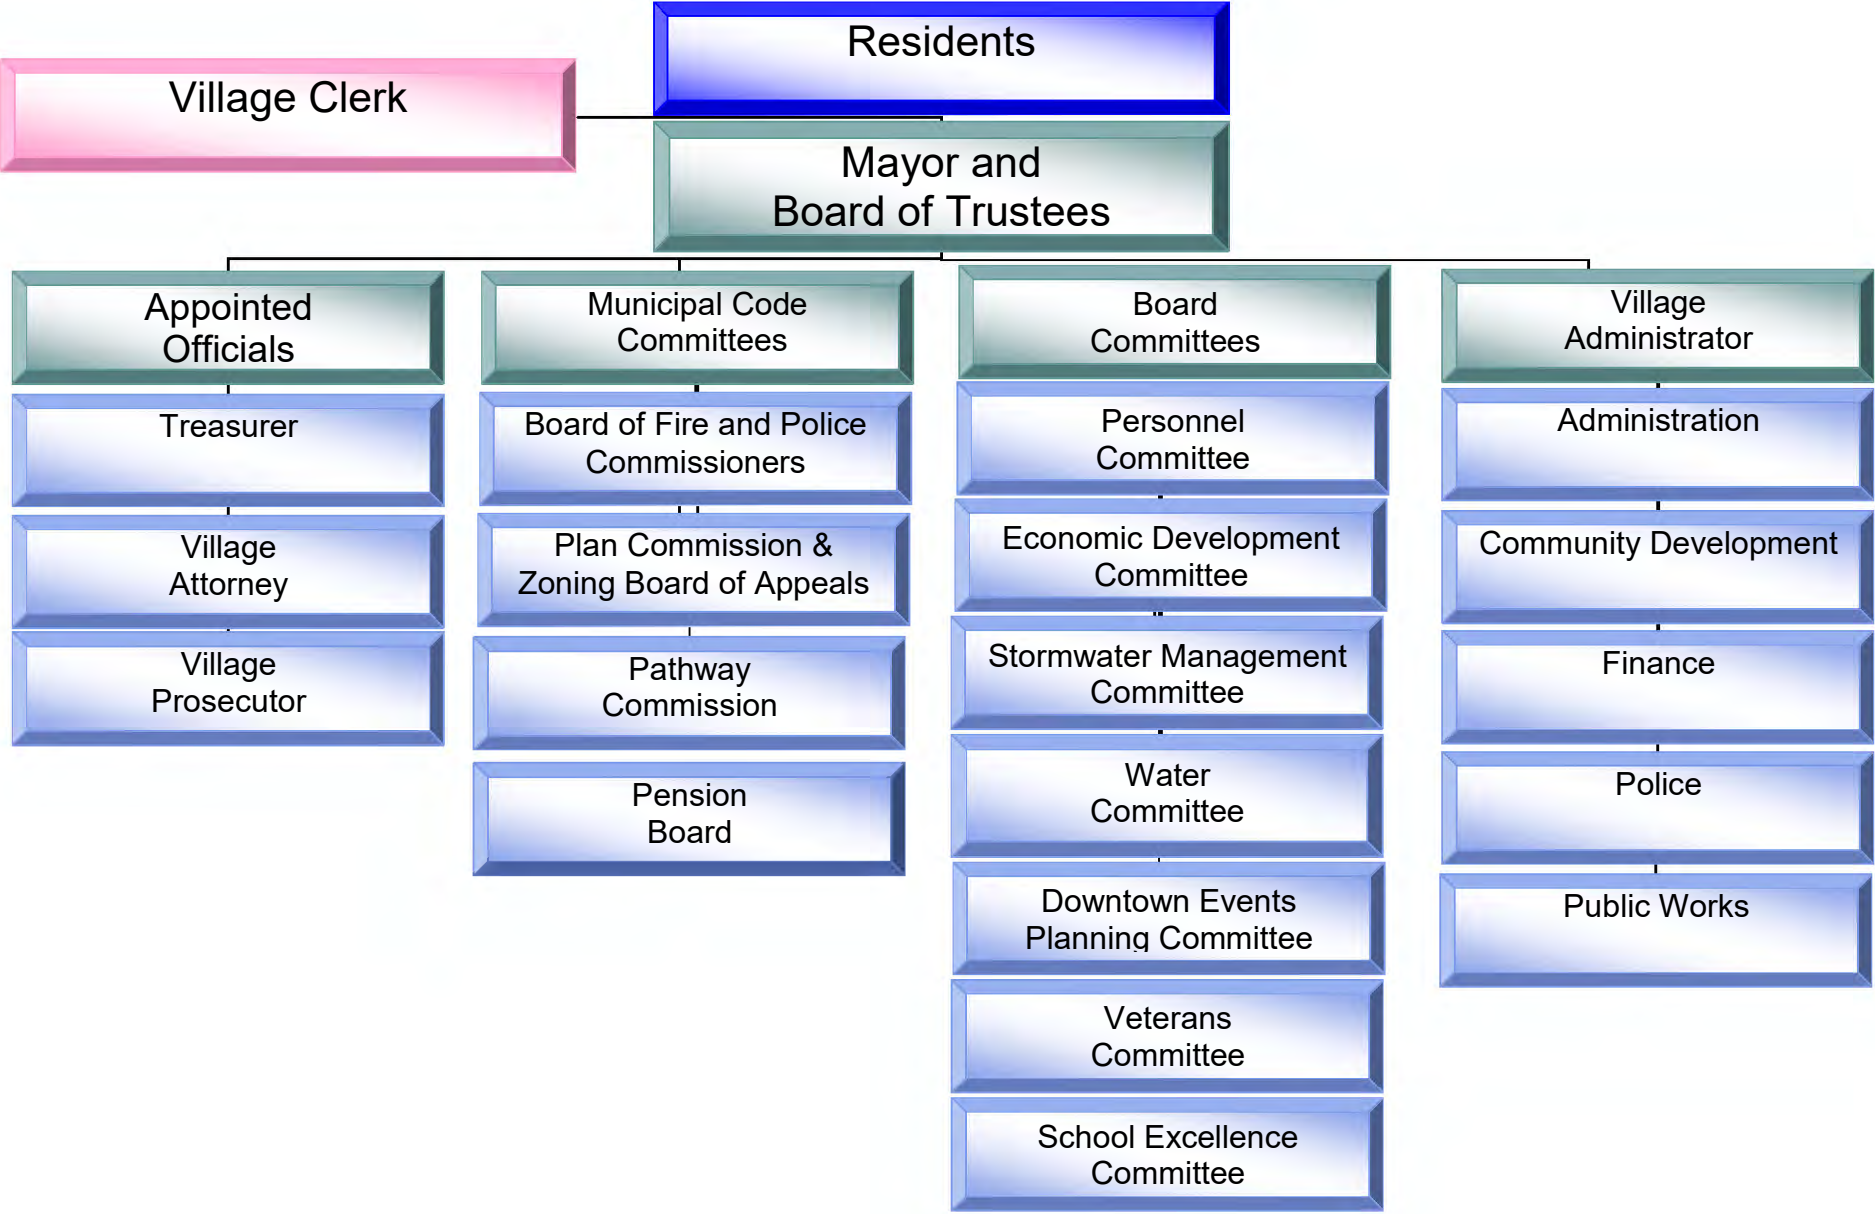 Residents
Village Clerk
Mayor and
Board of Trustees
Appointed
Officials
Treasurer
Village
Attorney
Village
Prosecutor
Municipal Code
Committees
Board of Fire and Police
Commissioners
Plan Commission &
Zoning Board of Appeals
Pathway
Commission
Pension
Board
Board
Committees
Personnel
Committee
Economic Development
Committee
Stormwater Management
Committee
Water
Committee
Downtown Events
Planning Committee
Veterans
Committee
School Excellence
Committee
Village
Administrator
Administration
Community Development
Finance
Police
Public Works